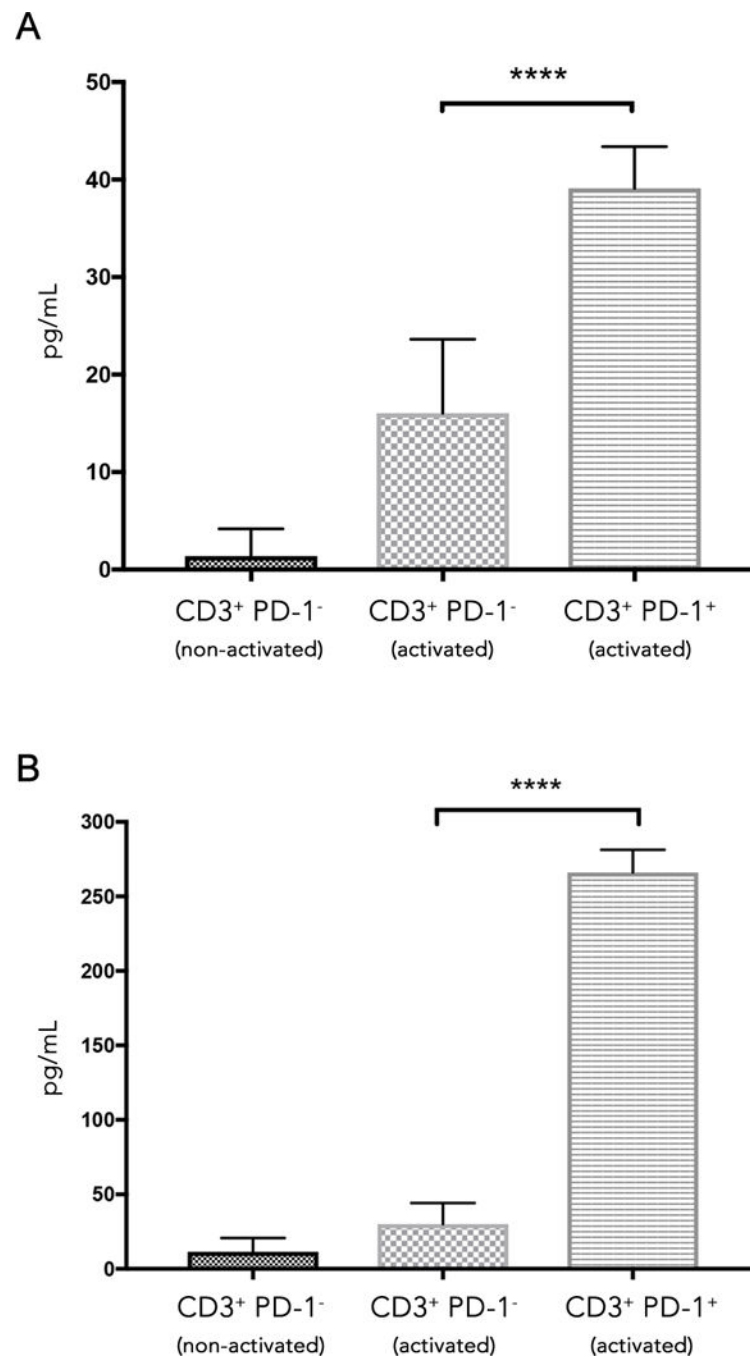 A
****
50
40
30
20
10
0
pg/mL
CD3⁺ PD-1⁻ CD3⁺ PD-1⁻ CD3⁺ PD-1⁺
(non-activated) (activated) (activated)
B
****
300
250
200
150
100
50
0
pg/mL
CD3⁺ PD-1⁻ CD3⁺ PD-1⁻ CD3⁺ PD-1⁺
(non-activated) (activated) (activated)